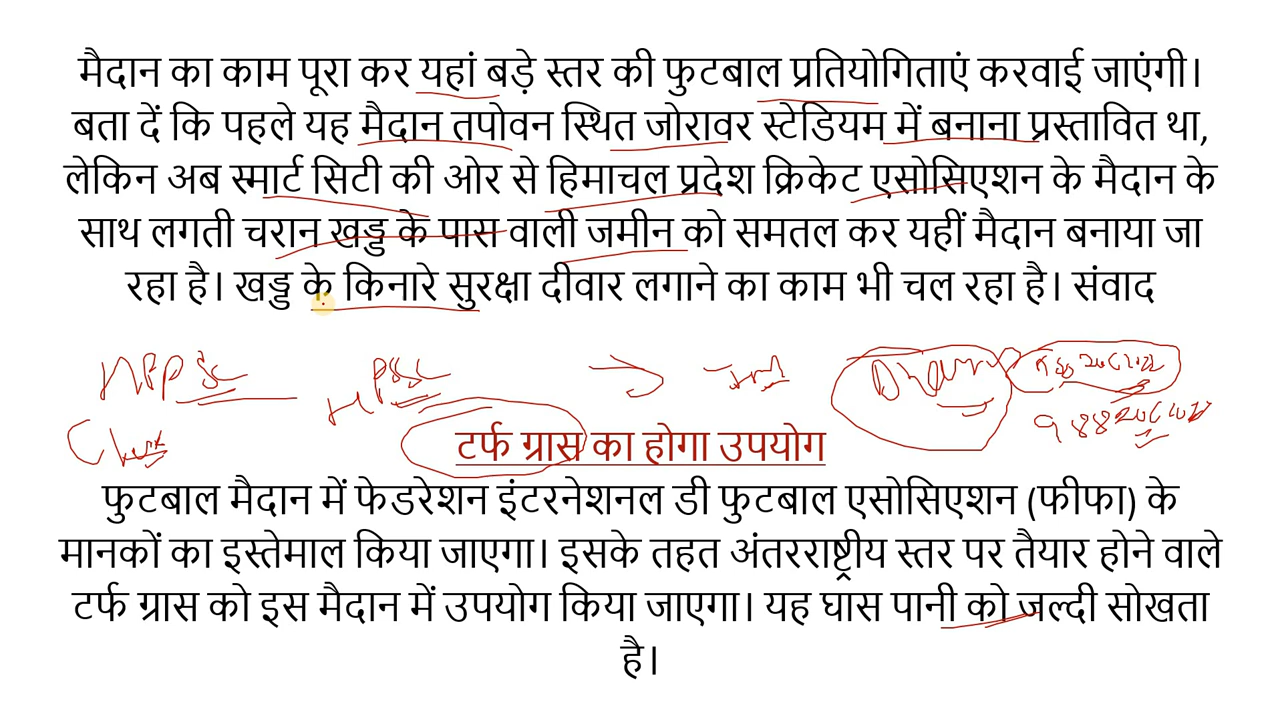 मैदान का काम पूरा कर यहां बड़े स्तर की फुटबाल प्रतियोगिताएं करवाई जाएंगी।
बता दें कि पहले यह मैदान तपोवन स्थित जोरावर स्टेडियम में बनाना प्रस्तावित था,
लेकिन अब स्मार्ट सिटी की ओर से हिमाचल प्रदेश क्रिकेट एसोसिएशन के मैदान के
साथ लगती चरान खड्ड के पास वाली जमीन को समतल कर यहीं मैदान बनाया जा
रहा है। खड्ड के किनारे सुरक्षा दीवार लगाने का काम भी चल रहा है। संवाद
टर्फ ग्रास का होगा उपयोग
फुटबाल मैदान में फेडरेशन इंटरनेशनल डी फुटबाल एसोसिएशन (फीफा) के
मानकों का इस्तेमाल किया जाएगा। इसके तहत अंतरराष्ट्रीय स्तर पर तैयार होने वाले
टर्फ ग्रास को इस मैदान में उपयोग किया जाएगा। यह घास पानी को जल्दी सोखता
है।